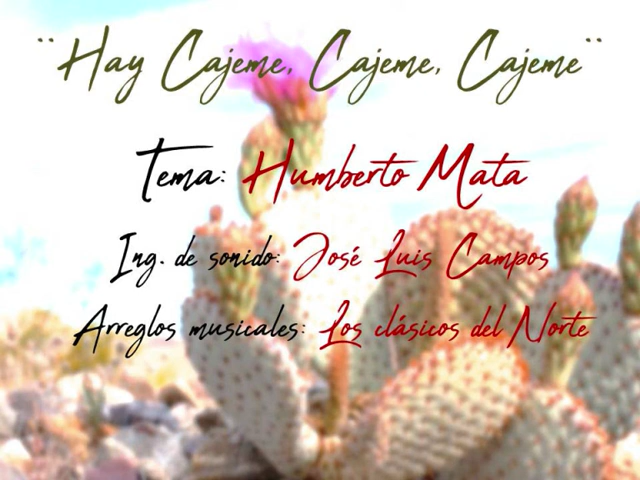 ¨Hay Cajeme, Cajeme, Cajeme¨
Tema: Humberto Mata
Ing. de sonido: José Luis Campos
Arreglos musicales: Los clásicos del Norte